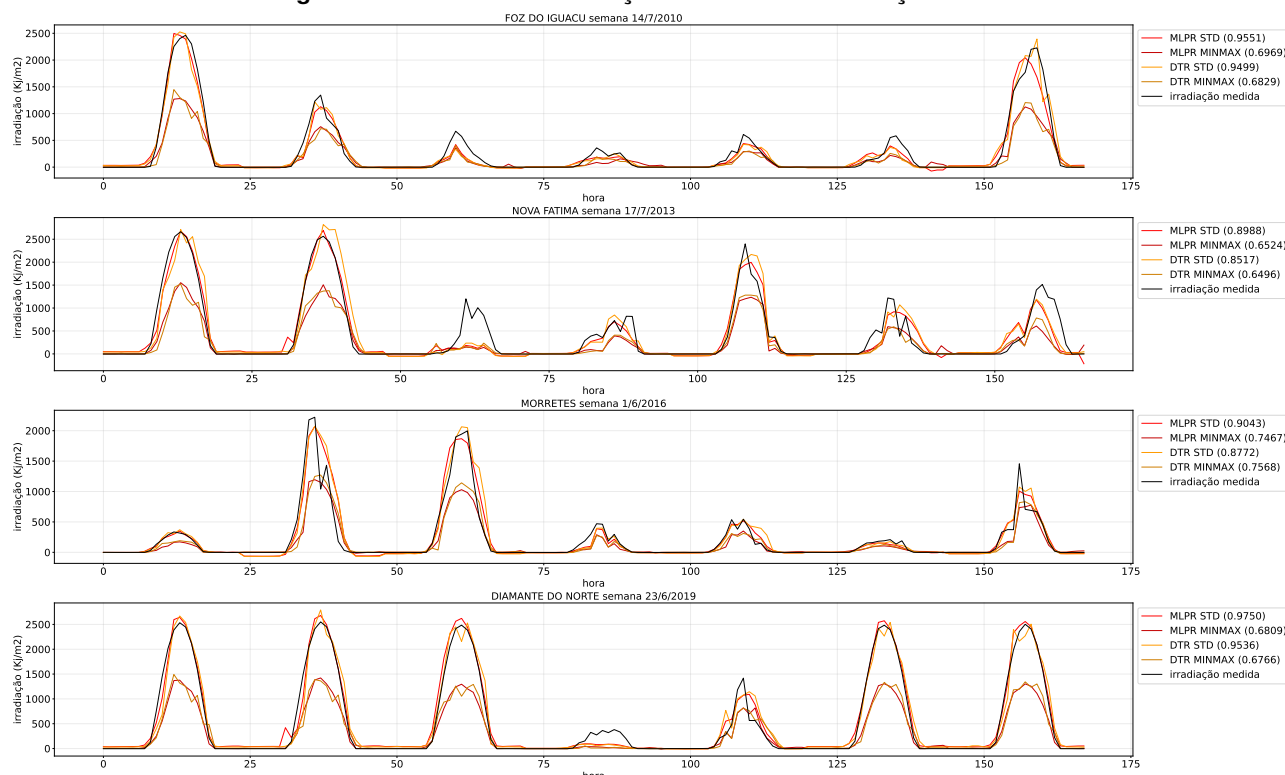 FOZ DO IGUACU semana 14/7/2010
irradiação (Kj/m2)
2500
2000
1500
1000
500
0
0 25 50 75 100 125 150 175
hora
MLPR STD (0.9551)
MLPR MINMAX (0.6969)
DTR STD (0.9499)
DTR MINMAX (0.6829)
irradiação medida
NOVA FATIMA semana 17/7/2013
irradiação (Kj/m2)
2500
2000
1500
1000
500
0
0 25 50 75 100 125 150
hora
MLPR STD (0.8988)
MLPR MINMAX (0.6524)
DTR STD (0.8517)
DTR MINMAX (0.6496)
irradiação medida
MORRETES semana 1/6/2016
irradiação (Kj/m2)
2000
1500
1000
500
0
0 25 50 75 100 125 150 175
hora
MLPR STD (0.9043)
MLPR MINMAX (0.7467)
DTR STD (0.8772)
DTR MINMAX (0.7568)
irradiação medida
DIAMANTE DO NORTE semana 23/6/2019
irradiação (Kj/m2)
2500
2000
1500
1000
500
0
0 25 50 75 100 125 150 175
hora
MLPR STD (0.9750)
MLPR MINMAX (0.6809)
DTR STD (0.9536)
DTR MINMAX (0.6766)
irradiação medida